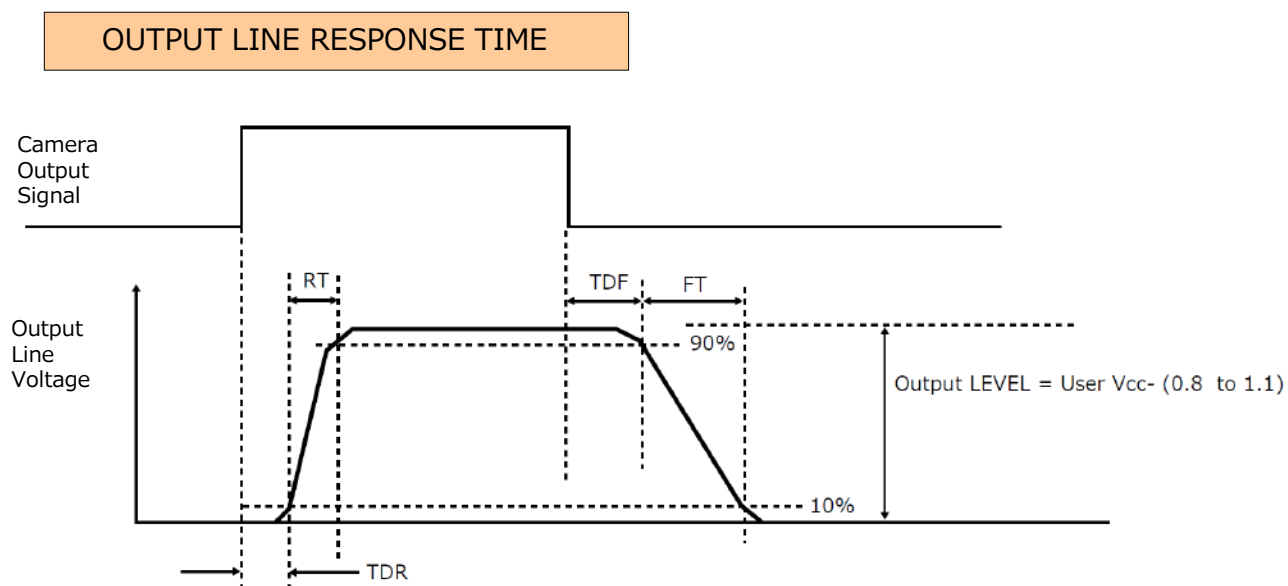 OUTPUT LINE RESPONSE TIME
Camera
Output
Signal
RT
TDF
FT
Output
Line
Voltage
90%
Output LEVEL = User Vcc- (0.8 to 1.1)
10%
TDR